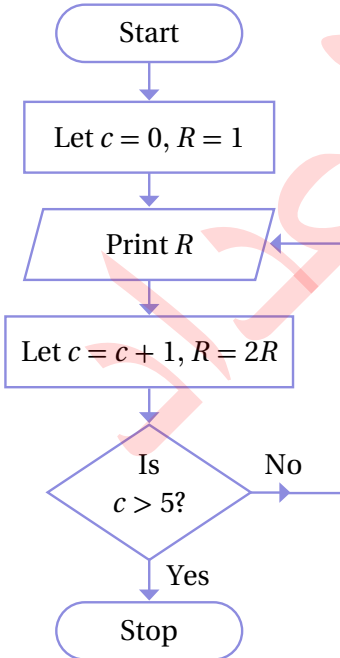 Start
Let c = 0, R = 1
Print R
Let c = c + 1, R = 2R
Is
c > 5?
No
Yes
Stop